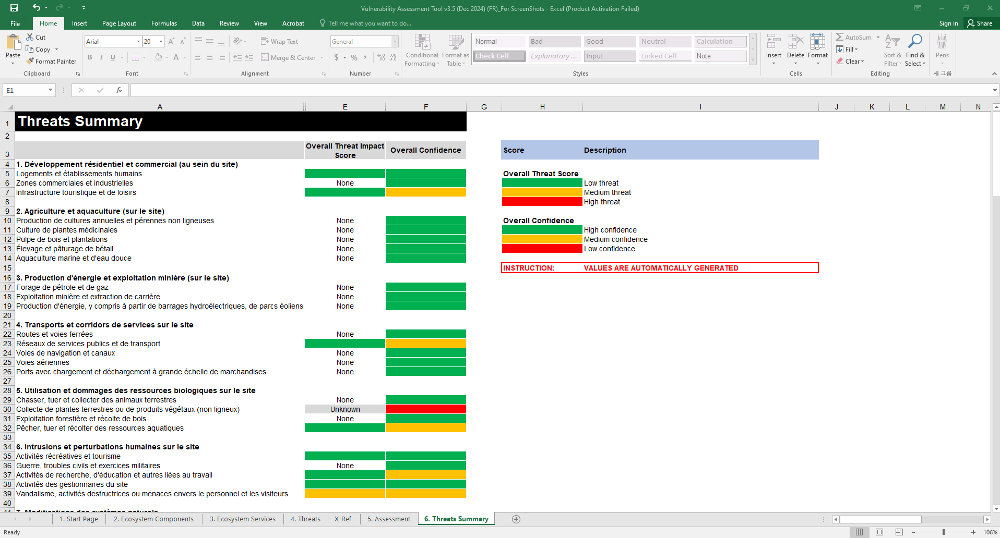 Vulnerability Assessment Tool v3.5 (Dec 2024) (FR)_For ScreenShots - Excel (Product Activation Failed)
File Home Insert Page Layout Formulas Data Review View Acrobat Tell me what you want to do... Sign in Share
Paste Cut Copy Format Painter Clipboard
Arial 20 B I U A Font
Wrap Text Merge & Center Alignment
General $ % Number
Conditional Formatting Format as Table
Normal Bad Good Neutral Calculation
Check Cell Explanatory ... Input Linked Cell Note
Styles
Insert Delete Format Cells
AutoSum Fill Clear Sort & Filter Find & Select Editing
Pens 새 그룹
E1 fx
A E F G H I J K L M N
1 Threats Summary
2
3 Overall Threat Impact Score Overall Confidence Score Description
4 1. Développement résidentiel et commercial (au sein du site)
5 Logements et établissements humains Overall Threat Score
6 Zones commerciales et industrielles None Low threat
7 Infrastructure touristique et de loisirs Medium threat
8 High threat
9 2. Agriculture et aquaculture (sur le site)
10 Production de cultures annuelles et pérennes non ligneuses None Overall Confidence
11 Culture de plantes médicinales None High confidence
12 Pulpe de bois et plantations None Medium confidence
13 Élevage et pâturage de bétail None Low confidence
14 Aquaculture marine et d'eau douce None
15 INSTRUCTION: VALUES ARE AUTOMATICALLY GENERATED
16 3. Production d'énergie et exploitation minière (sur le site)
17 Forage de pétrole et de gaz None
18 Exploitation minière et extraction de carrière None
19 Production d'énergie, y compris à partir de barrages hydroélectriques, de parcs éoliens None
20
21 4. Transports et corridors de services sur le site
22 Routes et voies ferrées None
23 Réseaux de services publics et de transport
24 Voies de navigation et canaux None
25 Voies aériennes None
26 Ports avec chargement et déchargement à grande échelle de marchandises None
27
28 5. Utilisation et dommages des ressources biologiques sur le site
29 Chasser, tuer et collecter des animaux terrestres None
30 Collecte de plantes terrestres ou de produits végétaux (non ligneux) Unknown
31 Exploitation forestière et récolte de bois None
32 Pêcher, tuer et récolter des ressources aquatiques
33
34 6. Intrusions et perturbations humaines sur le site
35 Activités récréatives et tourisme
36 Guerre, troubles civils et exercices militaires None
37 Activités de recherche, d'éducation et autres liées au travail
38 Activités des gestionnaires du site
39 Vandalisme, activités destructrices ou menaces envers le personnel et les visiteurs
40
41 7. Modifications des systèmes naturels
1. Start Page 2. Ecosystem Components 3. Ecosystem Services 4. Threats X-Ref 5. Assessment 6. Threats Summary
Ready 106%